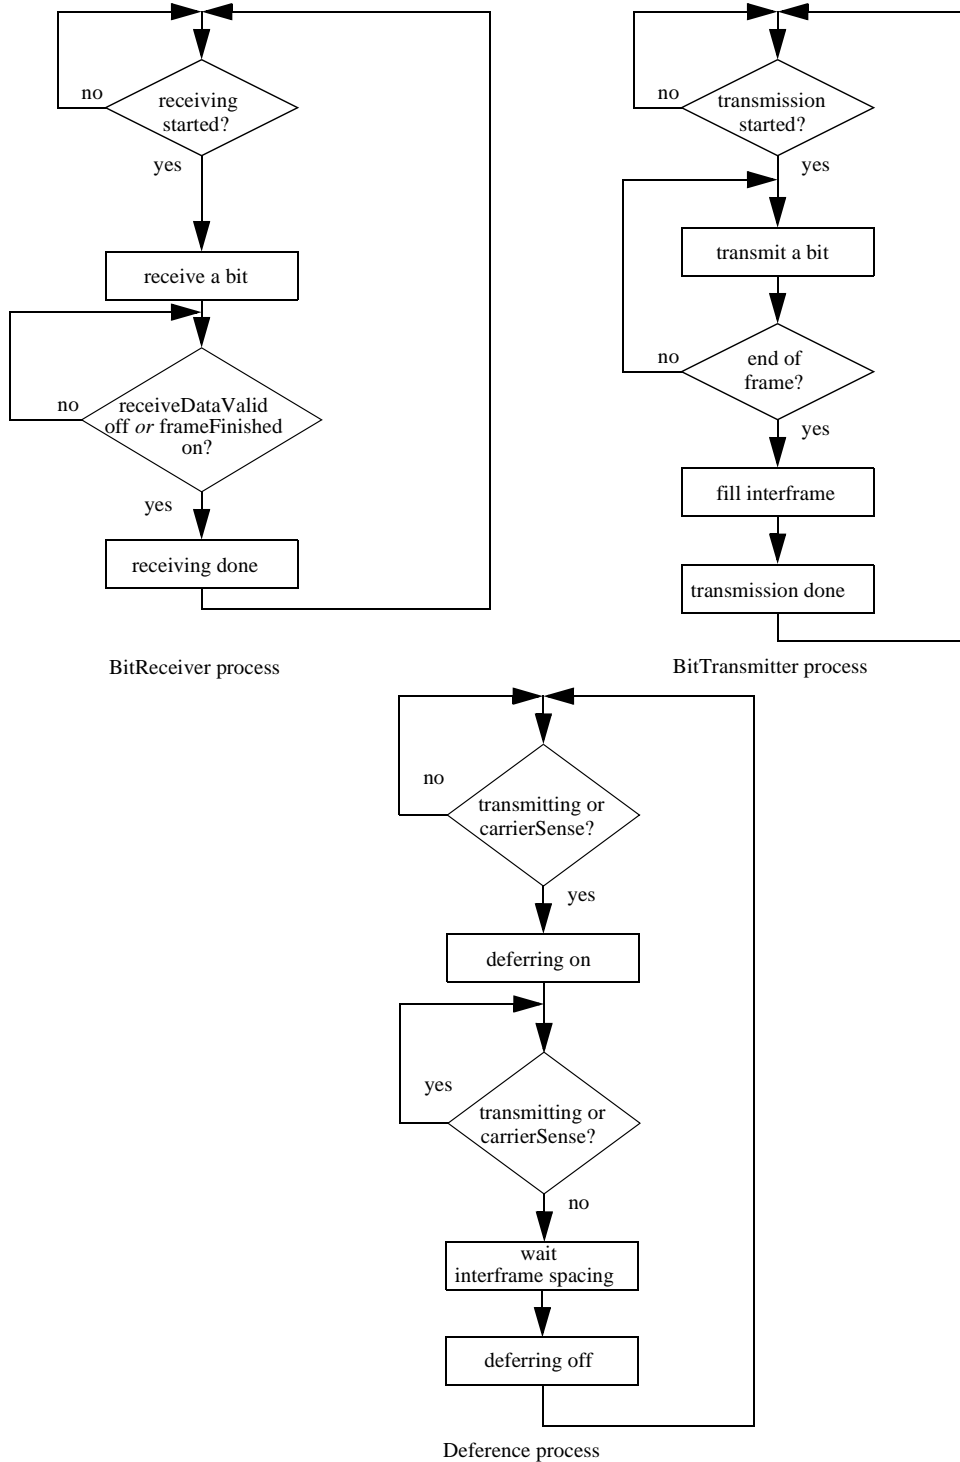 receiving
started?
no
yes
receive a bit
receiveDataValid
off or frameFinished
on?
no
yes
receiving done
BitReceiver process
transmission
started?
no
yes
transmit a bit
end of
frame?
no
yes
fill interframe
transmission done
BitTransmitter process
transmitting or
carrierSense?
no
yes
deferring on
transmitting or
carrierSense?
yes
no
wait
interframe spacing
deferring off
Deference process